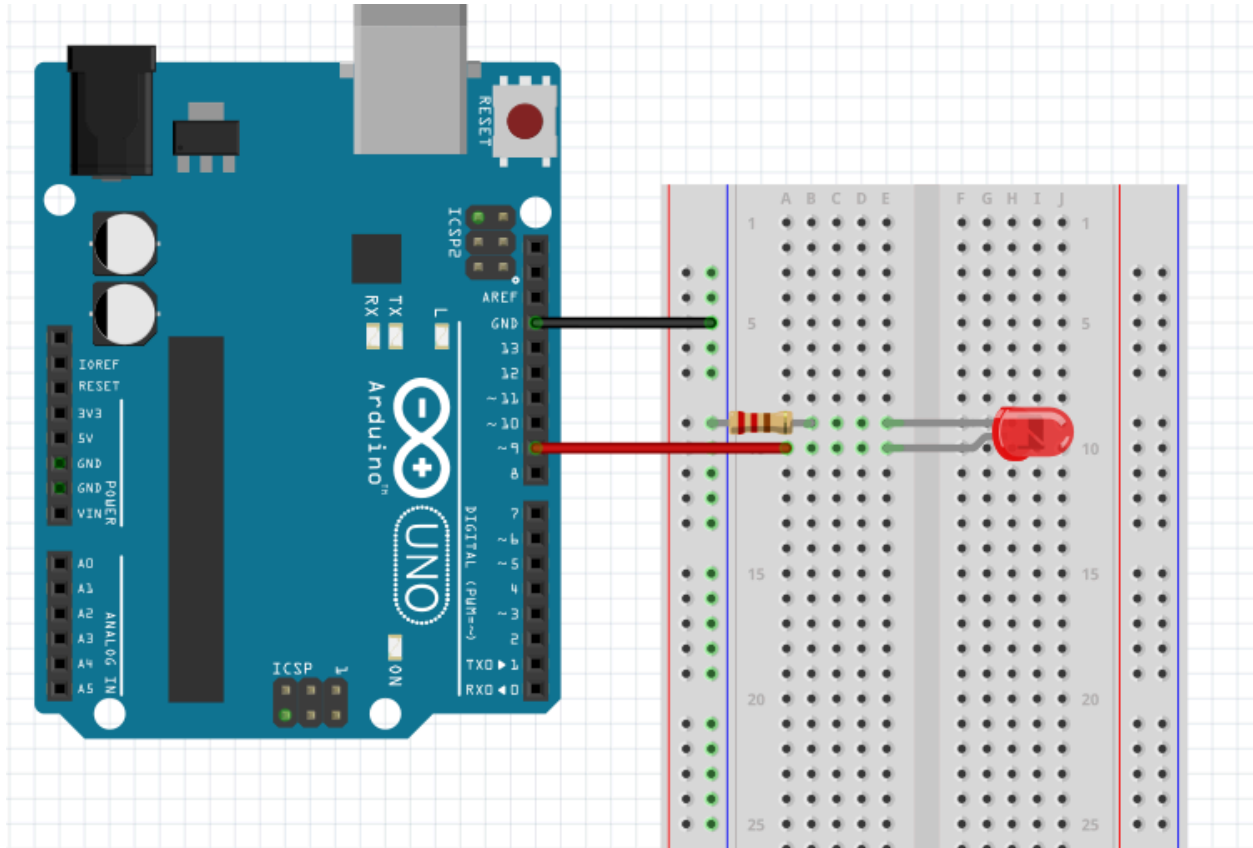 RESET
ICSP2
AREF
GND
13
12
~11
~10
~9
8
7
~6
~5
4
~3
2
TX0▶1
RX0◀0
DIGITAL (PWM=~)
RX
TX
L
Arduino™
UNO
ON
ICSP
1
IOREF
RESET
3V3
5V
GND
GND
VIN
POWER
A0
A1
A2
A3
A4
A5
ANALOG IN
A B C D E F G H I J
1 1
5 5
10
15 15
20 20
25 25